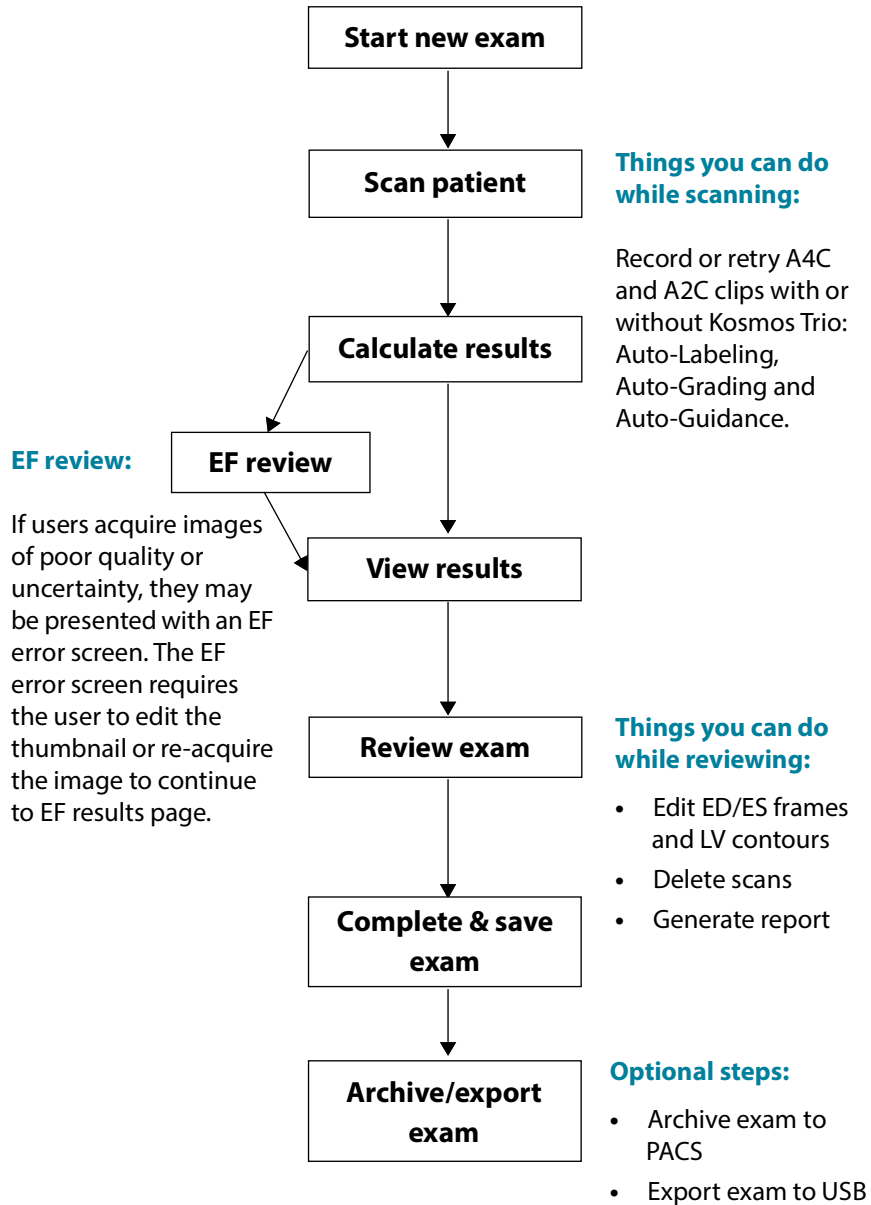 Start new exam
Scan patient
Things you can do
while scanning:
Record or retry A4C
and A2C clips with or
without Kosmos Trio:
Auto-Labeling,
Auto-Grading and
Auto-Guidance.
Calculate results
EF review:
EF review
If users acquire images
of poor quality or
uncertainty, they may
be presented with an EF
error screen. The EF
error screen requires
the user to edit the
thumbnail or re-acquire
the image to continue
to EF results page.
View results
Review exam
Things you can do
while reviewing:
• Edit ED/ES frames
and LV contours
• Delete scans
• Generate report
Complete & save
exam
Archive/export
exam
Optional steps:
• Archive exam to
PACS
• Export exam to USB